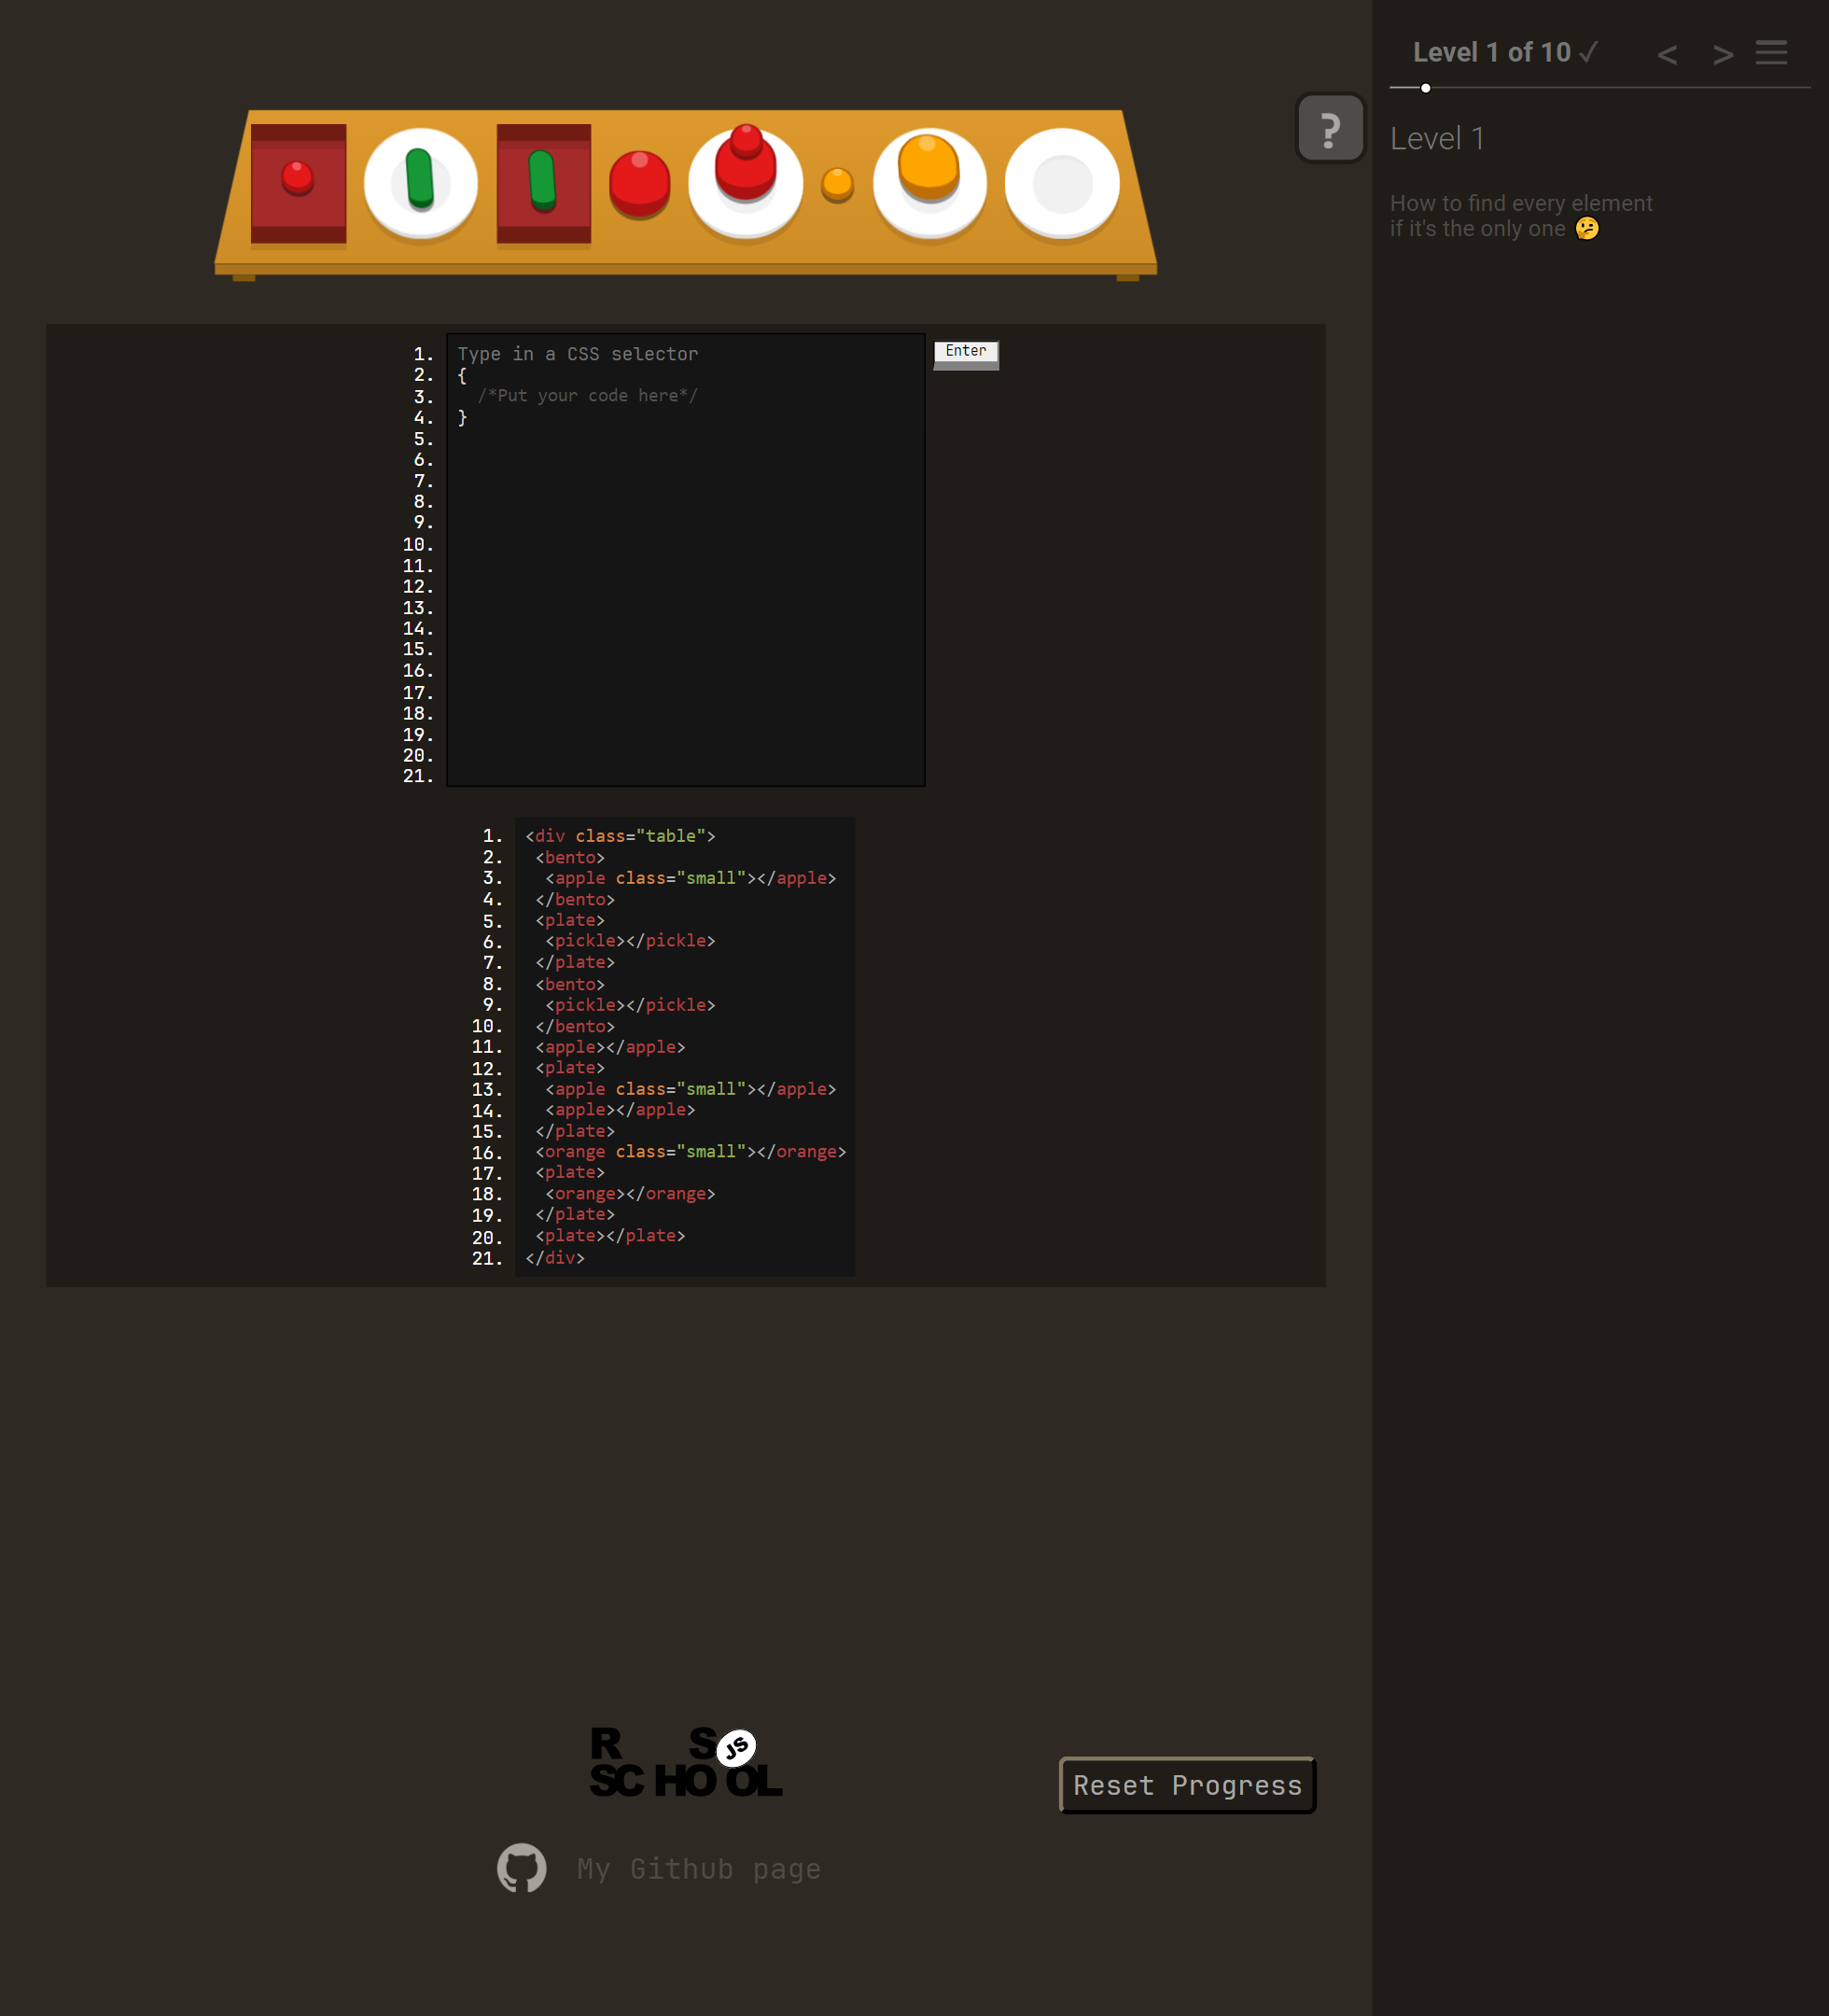 Level 1 of 10 ✓ < >
?
Level 1
How to find every element
if it's the only one 🤔
1. Type in a CSS selector
Enter
2. {
3. /*Put your code here*/
4. }
5.
6.
7.
8.
9.
10.
11.
12.
13.
14.
15.
16.
17.
18.
19.
20.
21.
1. <div class="table">
2. <bento>
3. <apple class="small"></apple>
4. </bento>
5. <plate>
6. <pickle></pickle>
7. </plate>
8. <bento>
9. <pickle></pickle>
10. </bento>
11. <apple></apple>
12. <plate>
13. <apple class="small"></apple>
14. <apple></apple>
15. </plate>
16. <orange class="small"></orange>
17. <plate>
18. <orange></orange>
19. </plate>
20. <plate></plate>
21. </div>
R S JS
SCHOOL
Reset Progress
My Github page